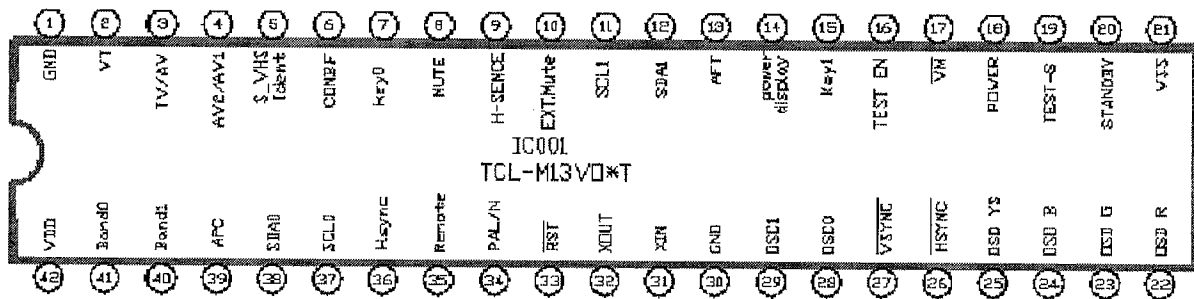 1 2 3 4 5 6 7 8 9 10 11 12 13 14 15 16 17 18 19 20 21
GND
VT
TV/AV
AV2/AV1
S_VHS
Ident
COMBF
Key0
MUTE
H-SENCE
EXT.Mute
SCL1
SDA1
AFT
power
display
Key1
TEST EN
VM
POWER
TEST-S
STANDBY
VSS
IC001
TCL-M13V0*T
VDD
Band0
Band1
APC
SDA0
SCL0
Hsync
Remote
PAL/N
RST
XOUT
XIN
GND
OSC1
OSC0
VSYNC
HSYNC
OSD YS
OSD B
OSD G
OSD R
42 41 40 39 38 37 36 35 34 33 32 31 30 29 28 27 26 25 24 23 22